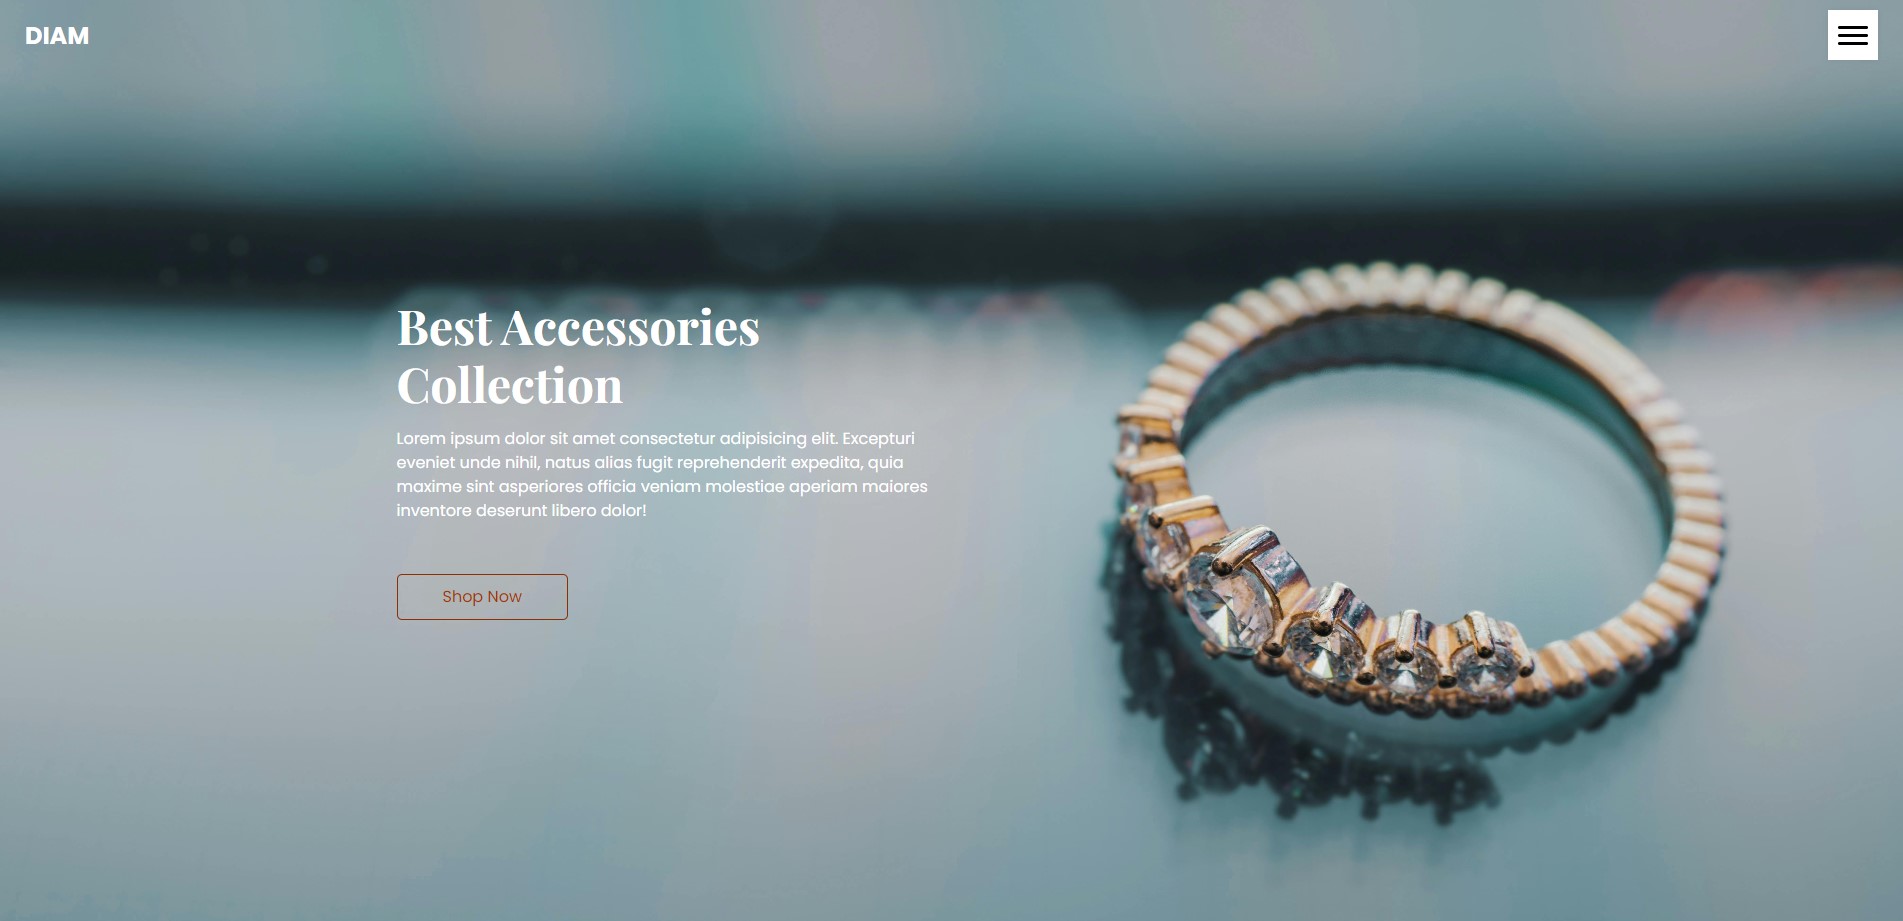 DIAM
Best Accessories
Collection
Lorem ipsum dolor sit amet consectetur adipisicing elit. Excepturi
eveniet unde nihil, natus alias fugit reprehenderit expedita, quia
maxime sint asperiores officia veniam molestiae aperiam maiores
inventore deserunt libero dolor!
Shop Now